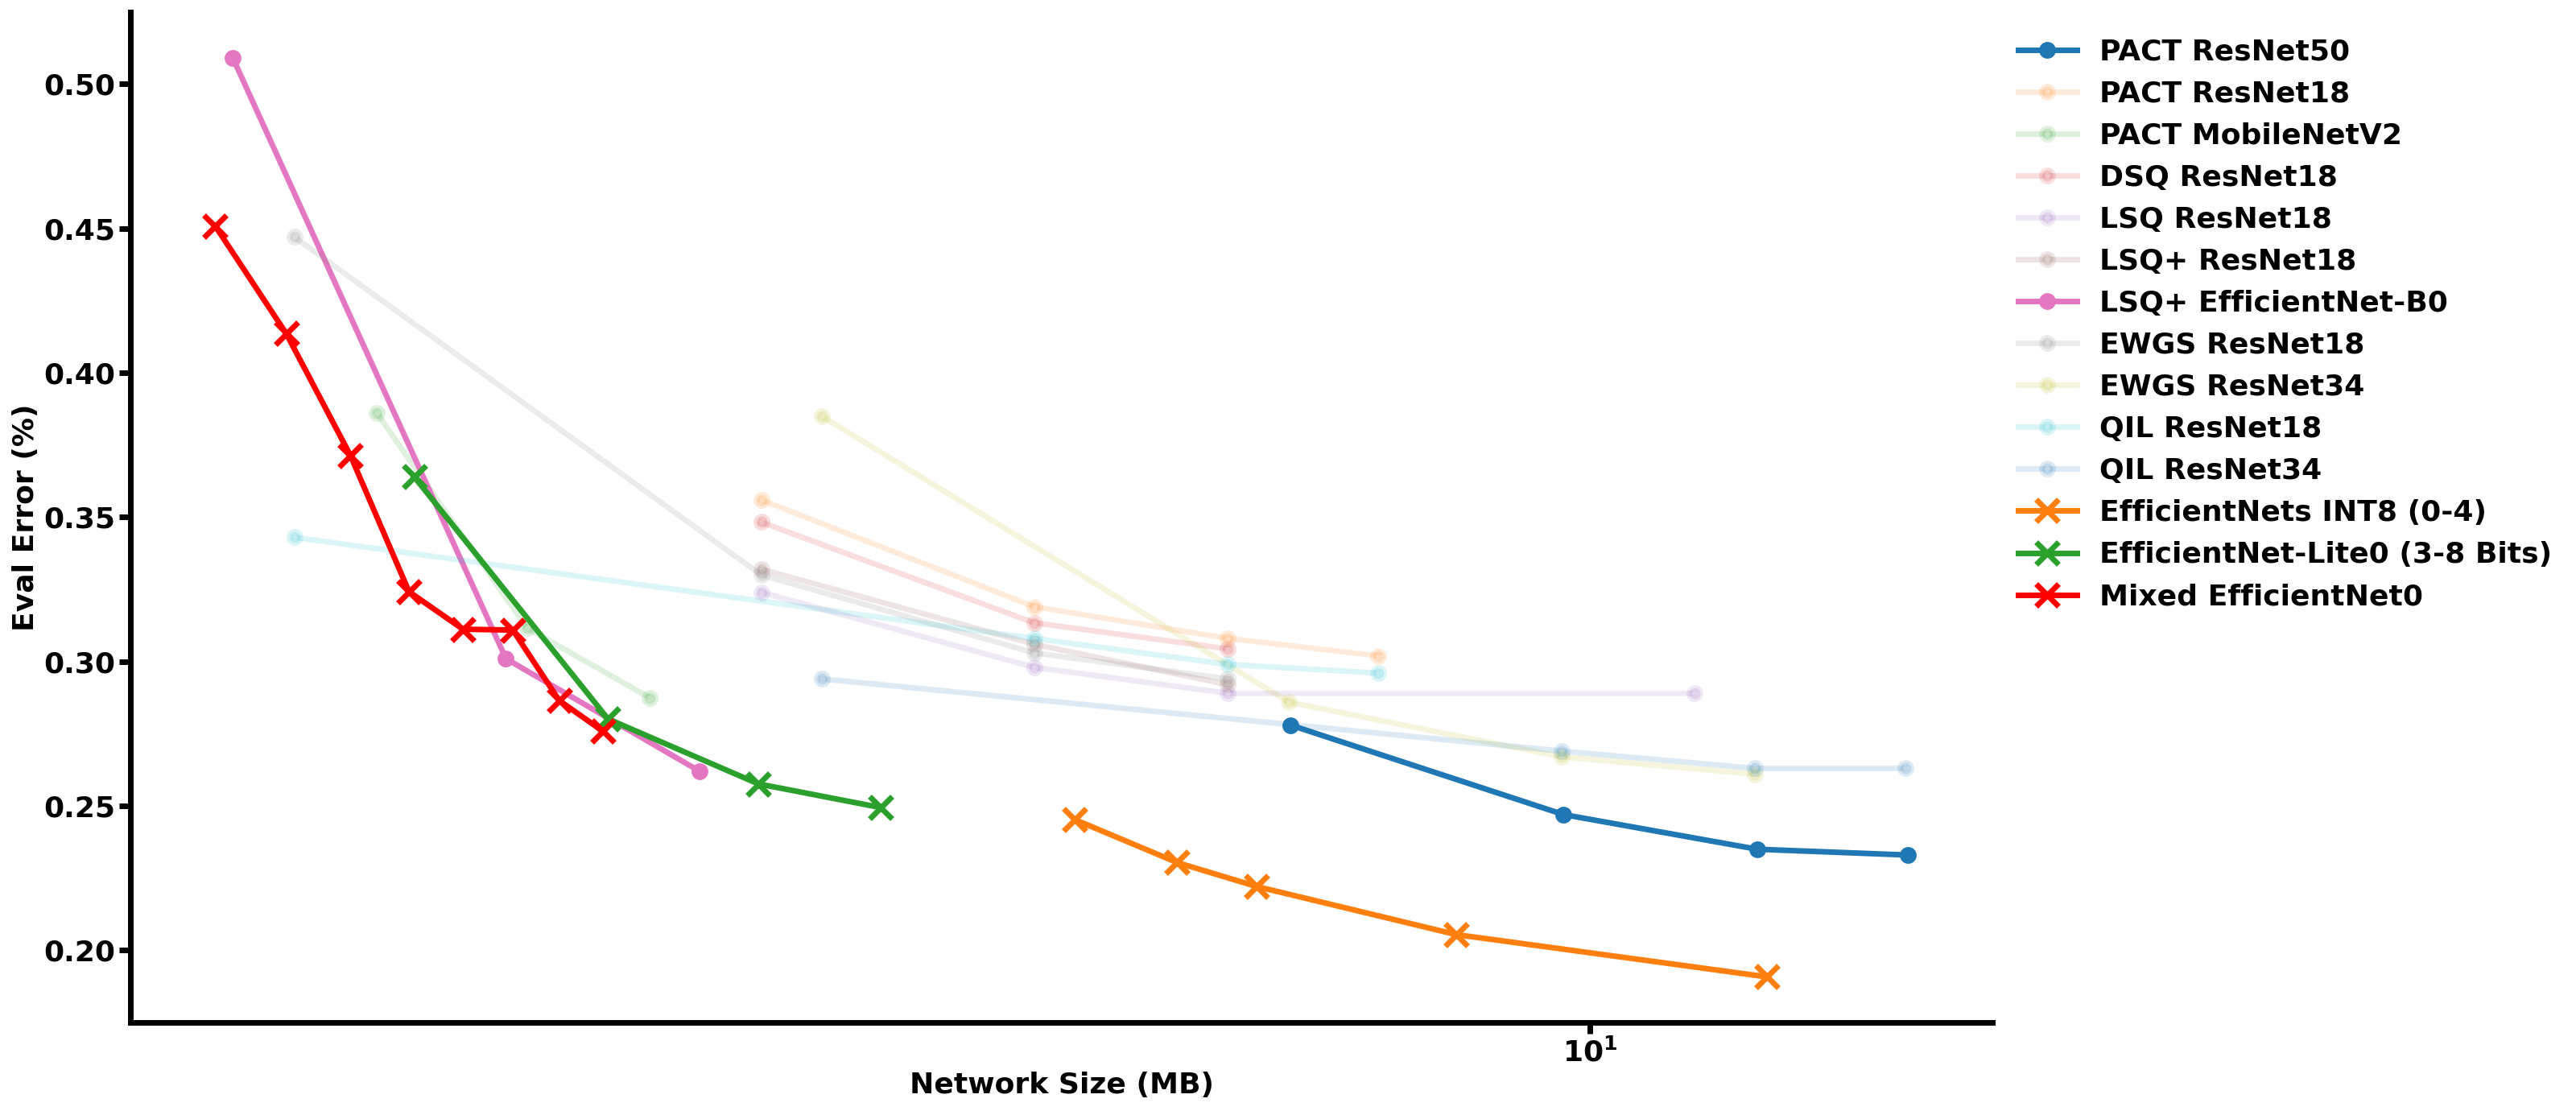 0.50
0.45
0.40
0.35
0.30
0.25
0.20
Eval Error (%)
10¹
Network Size (MB)
PACT ResNet50
PACT ResNet18
PACT MobileNetV2
DSQ ResNet18
LSQ ResNet18
LSQ+ ResNet18
LSQ+ EfficientNet-B0
EWGS ResNet18
EWGS ResNet34
QIL ResNet18
QIL ResNet34
EfficientNets INT8 (0-4)
EfficientNet-Lite0 (3-8 Bits)
Mixed EfficientNet0